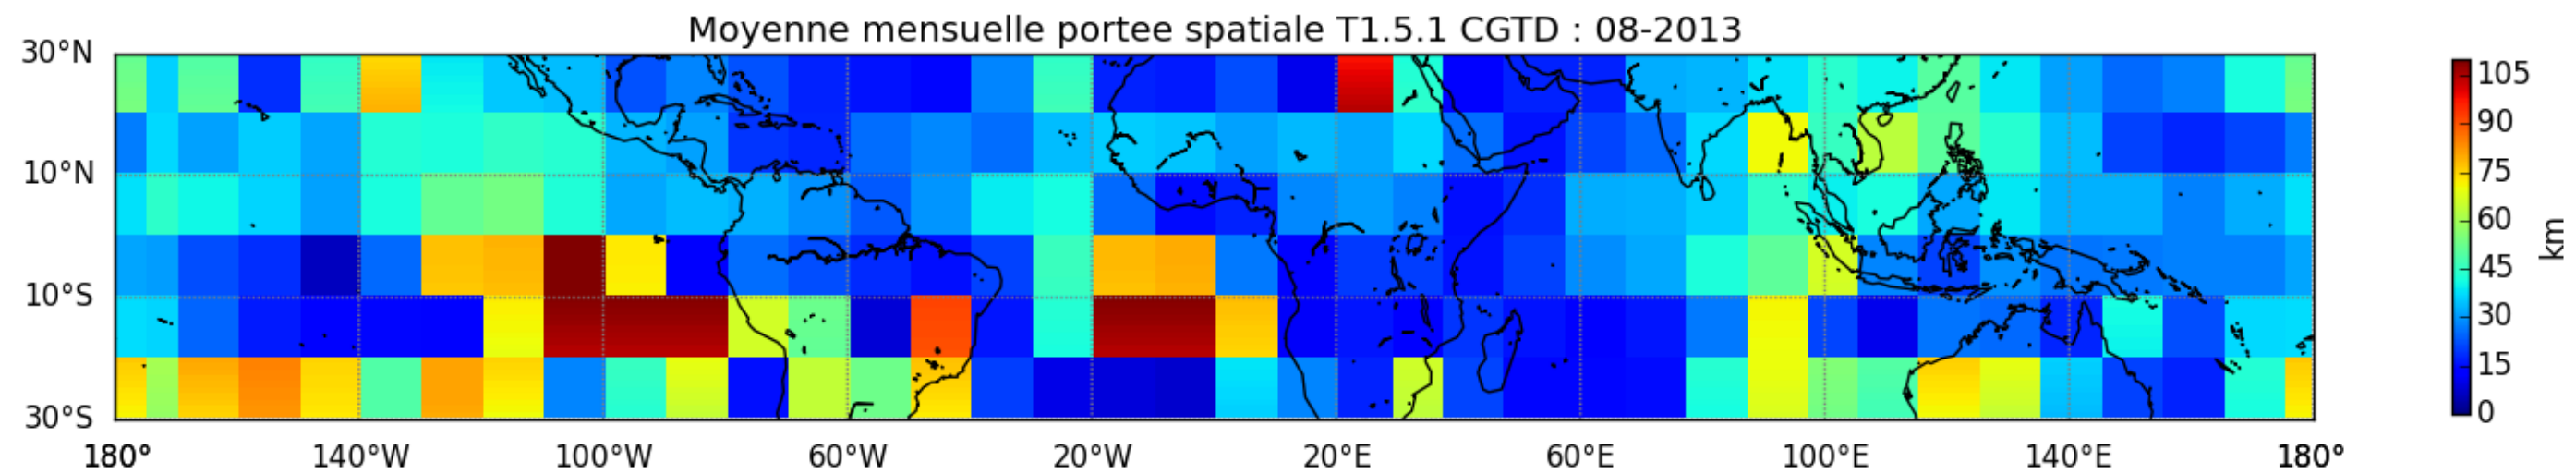 Moyenne mensuelle portee spatiale T1.5.1 CGTD : 08-2013
30°N
10°N
10°S
30°S
180° 140°W 100°W 60°W 20°W 20°E 60°E 100°E 140°E 180°
105
90
75
60
45
30
15
0
km